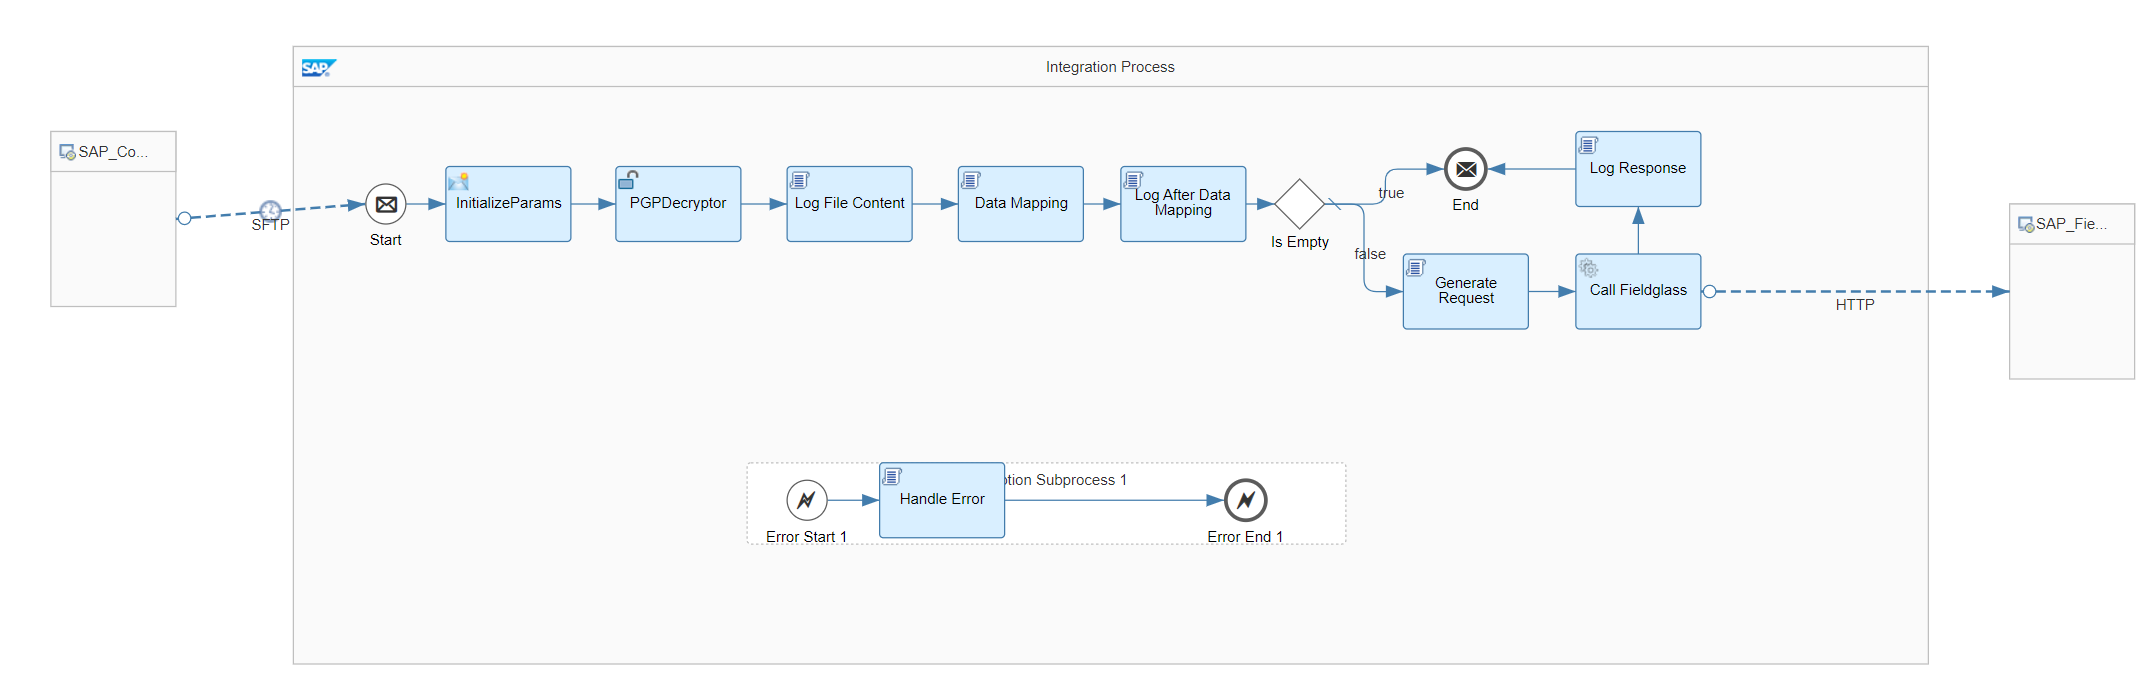 SAP
Integration Process
SAP_Co...
SFTP
Start
InitializeParams
PGPDecryptor
Log File Content
Data Mapping
Log After Data
Mapping
Is Empty
true
false
End
Log Response
Generate
Request
Call Fieldglass
HTTP
SAP_Fie...
tion Subprocess 1
Error Start 1
Handle Error
Error End 1